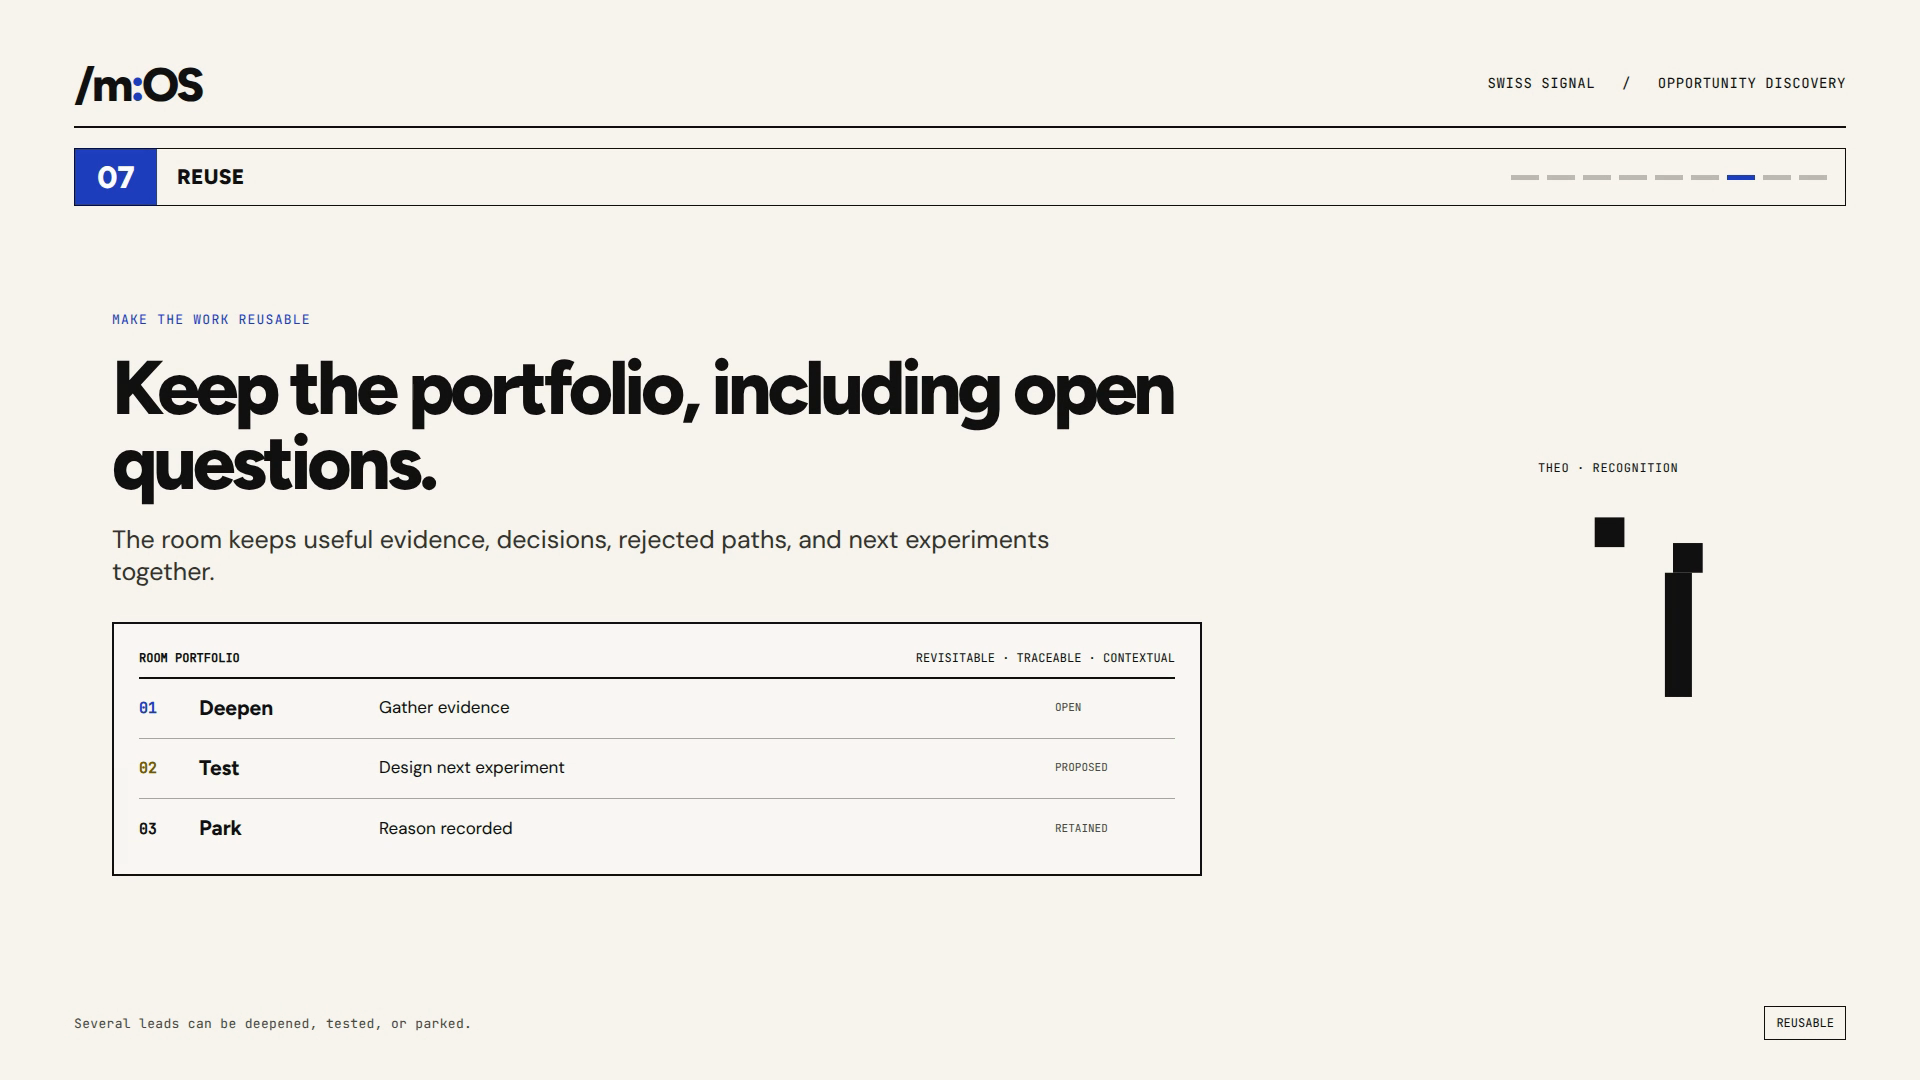 /m:OS
SWISS SIGNAL / OPPORTUNITY DISCOVERY
07 REUSE
MAKE THE WORK REUSABLE
Keep the portfolio, including open
questions.
The room keeps useful evidence, decisions, rejected paths, and next experiments
together.
THEO · RECOGNITION
ROOM PORTFOLIO REVISITABLE · TRACEABLE · CONTEXTUAL
01 Deepen Gather evidence OPEN
02 Test Design next experiment PROPOSED
03 Park Reason recorded RETAINED
Several leads can be deepened, tested, or parked.
REUSABLE